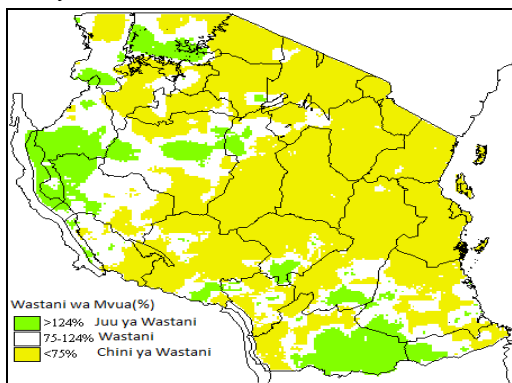 Wastani wa Mvua(%)
>124% Juu ya Wastani
75-124% Wastani
<75% Chini ya Wastani